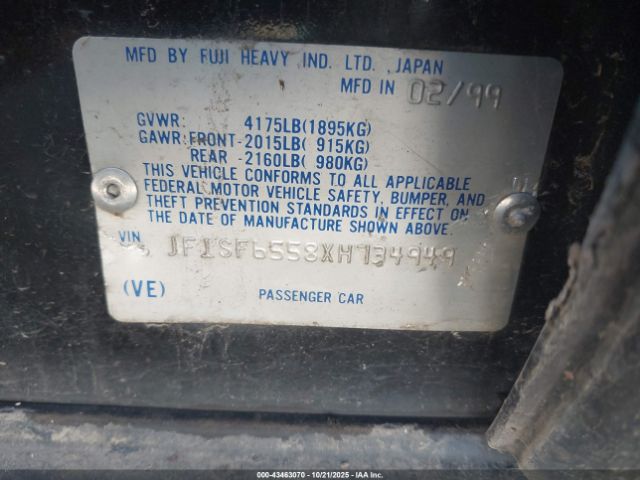 MFD BY FUJI HEAVY IND. LTD. ,JAPAN
MFD IN 02/99
GVWR: 4175LB(1895KG)
GAWR:FRONT-2015LB( 915KG)
REAR -2160LB( 980KG)
THIS VEHICLE CONFORMS TO ALL APPLICABLE
FEDERAL MOTOR VEHICLE SAFETY, BUMPER, AND
THEFT PREVENTION STANDARDS IN EFFECT ON
THE DATE OF MANUFACTURE SHOWN ABOVE.
VIN JF1SF6558XH734949
(VE) PASSENGER CAR
000-43463070 10/21/2025 IAAI.COM